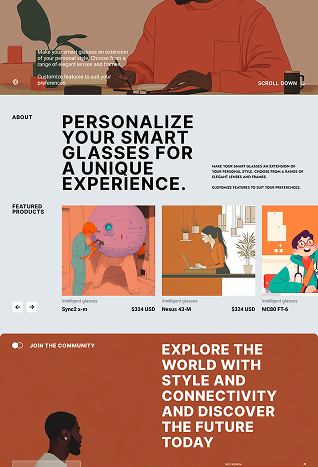 Make your smart glasses an extension
of your personal style. Choose from a
range of elegant lenses and frames.
Customize features to suit your
preferences.
SCROLL DOWN
ABOUT
PERSONALIZE
YOUR SMART
GLASSES FOR
A UNIQUE
EXPERIENCE.
MAKE YOUR SMART GLASSES AN EXTENSION OF
YOUR PERSONAL STYLE. CHOOSE FROM A RANGE OF
ELEGANT LENSES AND FRAMES.
CUSTOMIZE FEATURES TO SUIT YOUR PREFERENCES.
FEATURED
PRODUCTS
Intelligent glasses
Sync2 x-m
$324 USD
Intelligent glasses
Nexus 43-M
$324 USD
Intelligent glasses
MC80 FT-6
JOIN THE COMMUNITY
EXPLORE THE
WORLD WITH
STYLE AND
CONNECTIVITY
AND DISCOVER
THE FUTURE
TODAY
INSTAGRAM